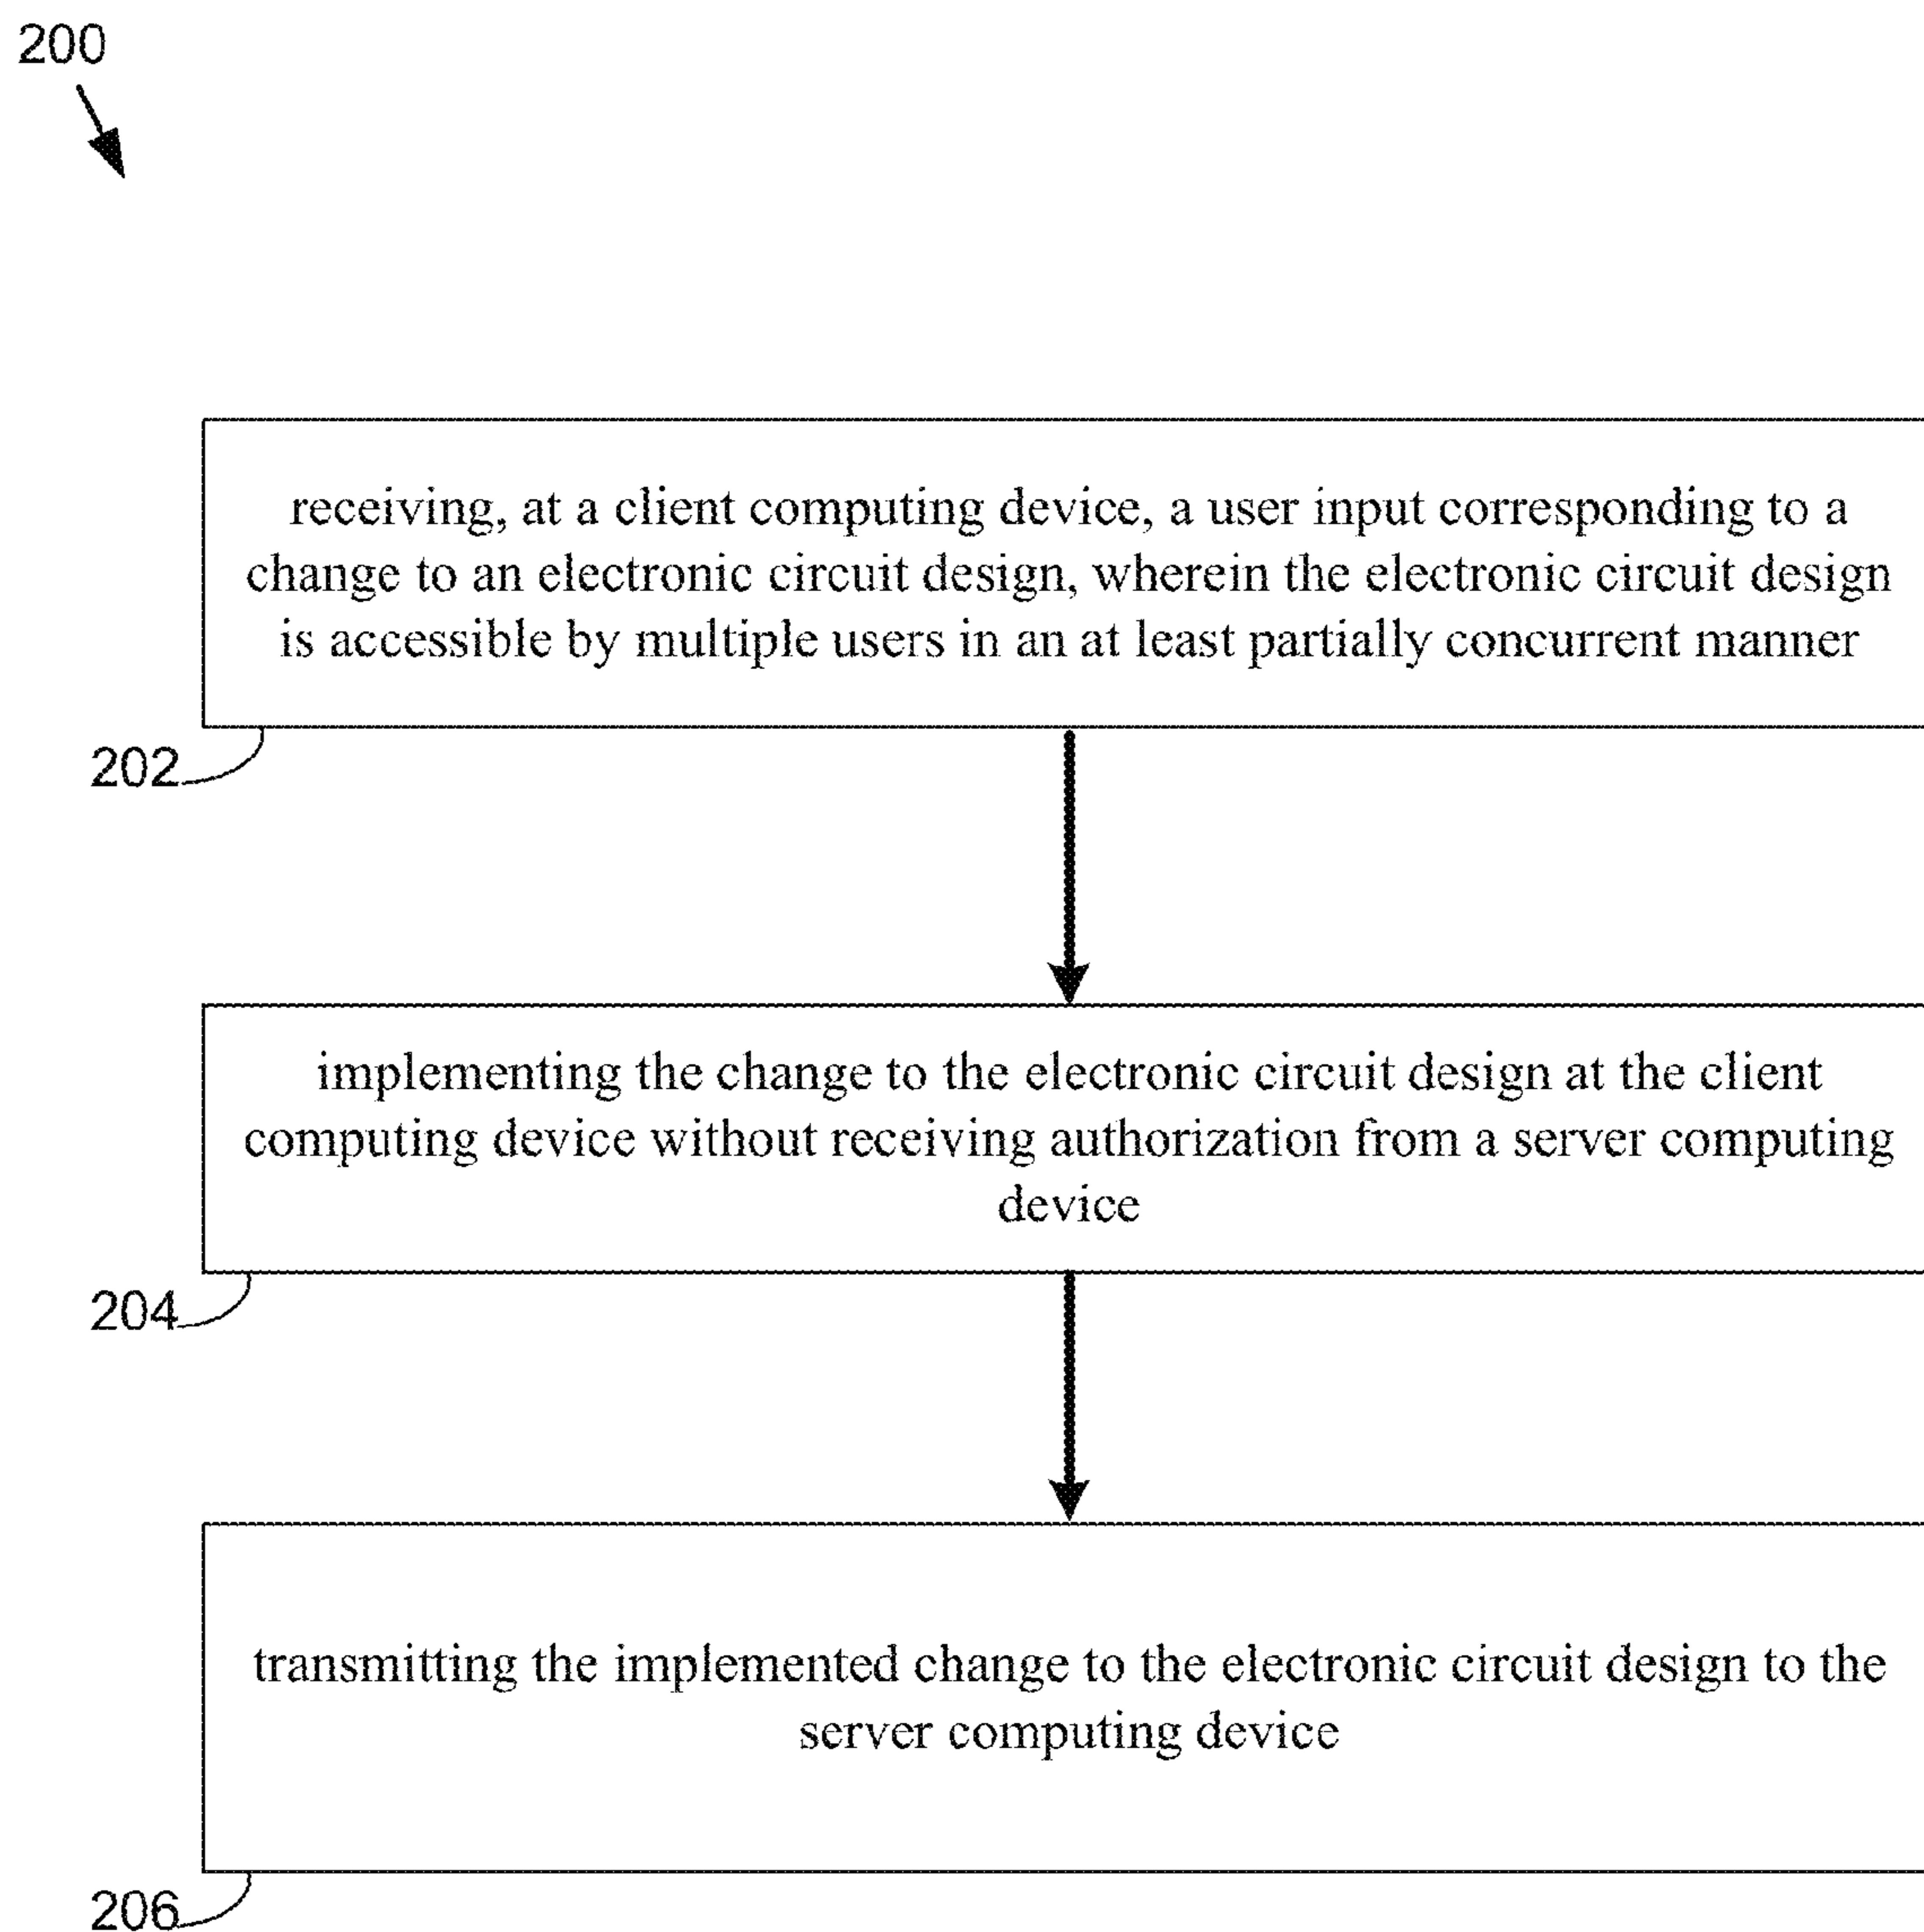 200
receiving, at a client computing device, a user input corresponding to a
change to an electronic circuit design, wherein the electronic circuit design
is accessible by multiple users in an at least partially concurrent manner
202
implementing the change to the electronic circuit design at the client
computing device without receiving authorization from a server computing
device
204
transmitting the implemented change to the electronic circuit design to the
server computing device
206